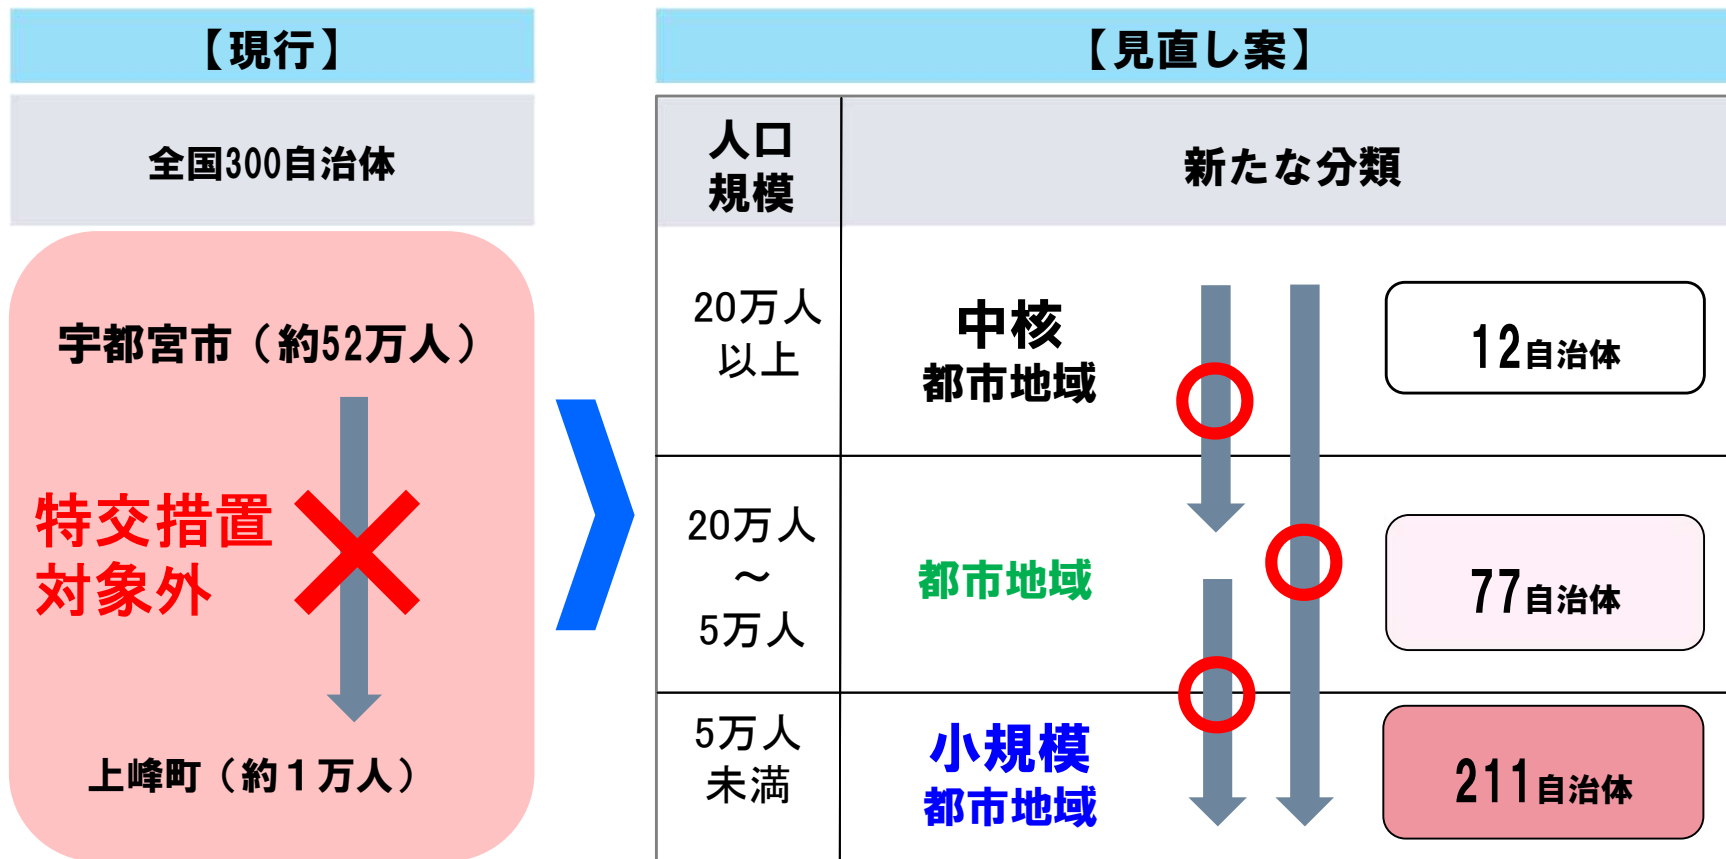 【現行】
全国300自治体
宇都宮市（約52万人）
特交措置
対象外
上峰町（約１万人）
【見直し案】
人口
規模
新たな分類
20万人
以上
中核
都市地域
12自治体
20万人
～
5万人
都市地域
77自治体
5万人
未満
小規模
都市地域
211自治体